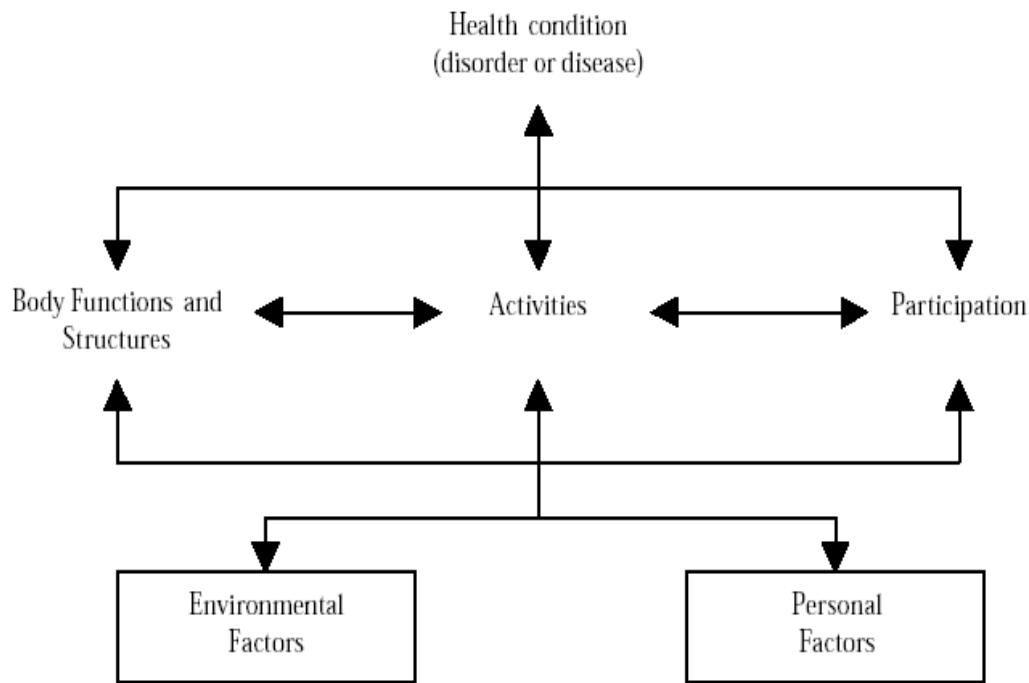 Health condition
(disorder or disease)
Body Functions and
Structures
Activities
Participation
Environmental
Factors
Personal
Factors